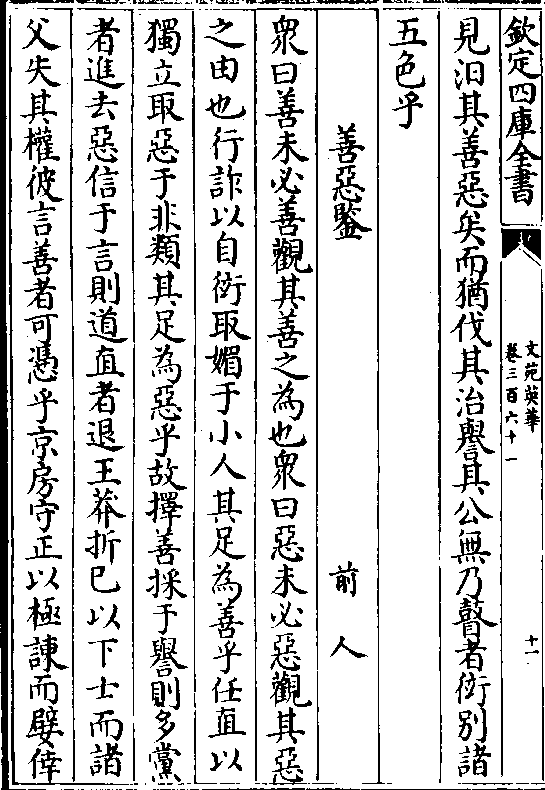 欽定四庫全書
文苑英華
卷三百六十一
十一
見汨其善惡矣而猶伐其治譽其公無乃瞽者衒別諸
五色乎
善惡鑒
前人
衆曰善未必善觀其善之為也衆曰惡未必惡觀其惡
之由也行詐以自衒取媚于小人其足為善乎任直以
獨立取惡于非類其足為惡乎故擇善採于譽則多黨
者進去惡信于言則道直者退王莽折已以下士而諸
父失其權彼言善者可憑乎京房守正以極諫而嬖倖